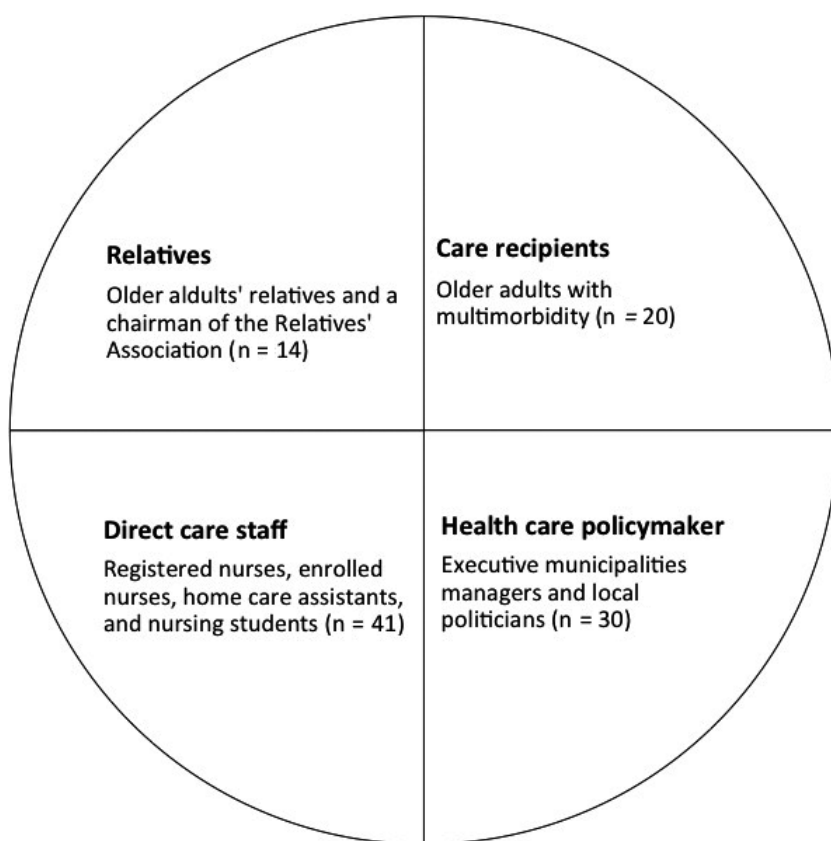 Relatives
Older aldults' relatives and a
chairman of the Relatives'
Association (n = 14)
Care recipients
Older adults with
multimorbidity (n = 20)
Direct care staff
Registered nurses, enrolled
nurses, home care assistants,
and nursing students (n = 41)
Health care policymaker
Executive municipalities
managers and local
politicians (n = 30)